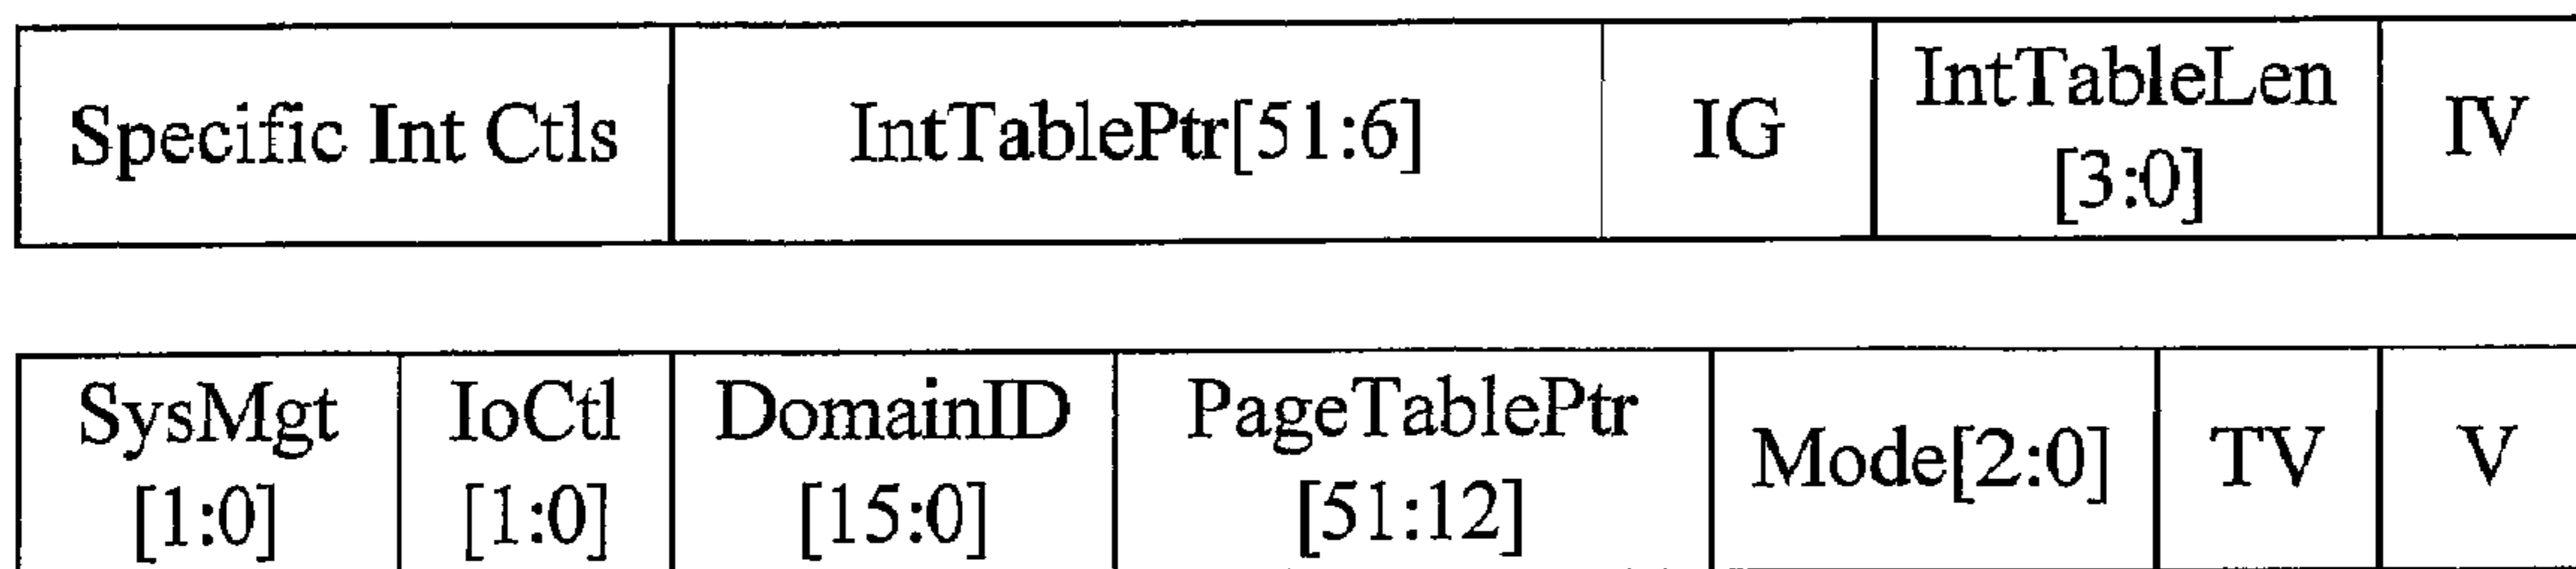 Specific Int Ctls IntTablePtr[51:6] IG IntTableLen IV
[3:0]
SysMgt IoCtl DomainID PageTablePtr Mode[2:0] TV V
[1:0] [1:0] [15:0] [51:12]